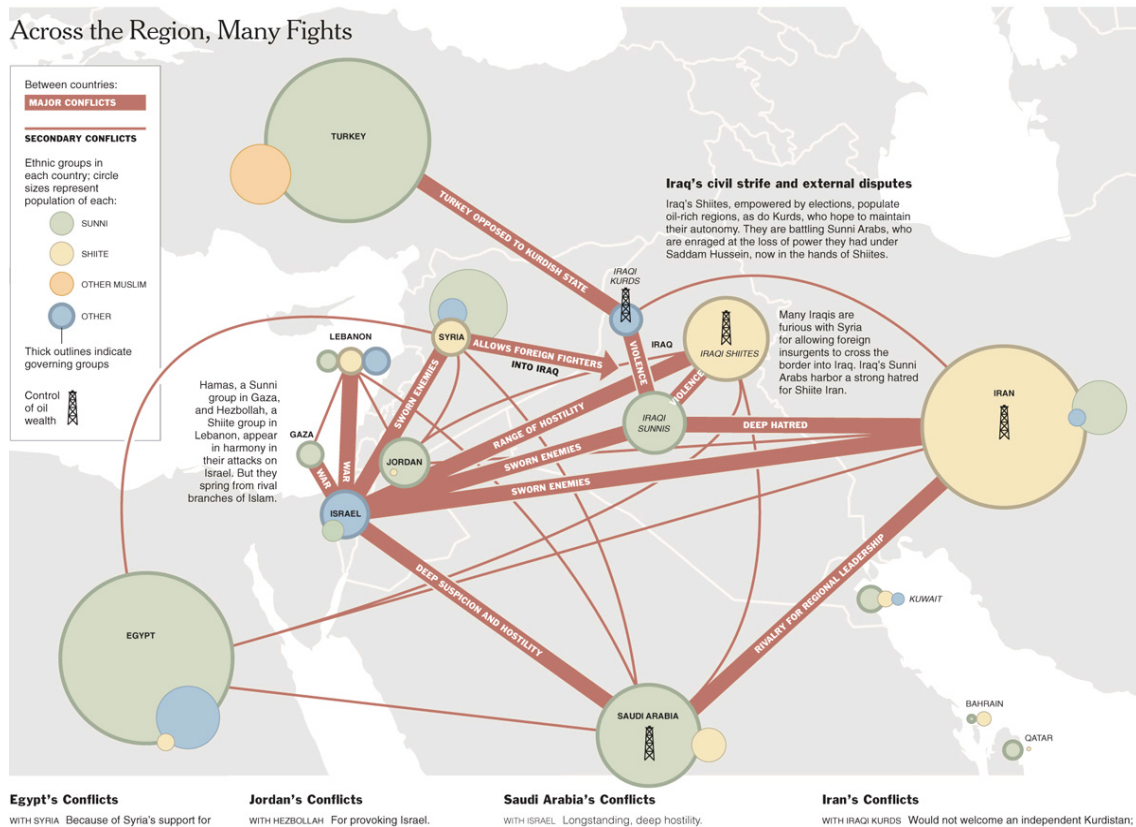 Across the Region, Many Fights
Between countries:
MAJOR CONFLICTS
SECONDARY CONFLICTS
Ethnic groups in
each country; circle
sizes represent
population of each:
SUNNI
SHIITE
OTHER MUSLIM
OTHER
Thick outlines indicate
governing groups
Control
of oil
wealth
TURKEY
TURKEY OPPOSED TO KURDISH STATE
Iraq's civil strife and external disputes
Iraq's Shiites, empowered by elections, populate
oil-rich regions, as do Kurds, who hope to maintain
their autonomy. They are battling Sunni Arabs, who
are enraged at the loss of power they had under
Saddam Hussein, now in the hands of Shiites.
IRAQI
KURDS
SYRIA
ALLOWS FOREIGN FIGHTERS
INTO IRAQ
VIOLENCE
IRAQ
IRAQI SHIITES
VIOLENCE
Many Iraqis are
furious with Syria
for allowing foreign
insurgents to cross the
border into Iraq. Iraq's Sunni
Arabs harbor a strong hatred
for Shiite Iran.
LEBANON
Hamas, a Sunni
group in Gaza,
and Hezbollah, a
Shiite group in
Lebanon, appear
in harmony in
their attacks on
Israel. But they
spring from rival
branches of Islam.
SWORN ENEMIES
RANGE OF HOSTILITY
IRAQI
SUNNIS
DEEP HATRED
IRAN
GAZA
WAR
WAR
JORDAN
SWORN ENEMIES
SWORN ENEMIES
ISRAEL
DEEP SUSPICION AND HOSTILITY
RIVALRY FOR REGIONAL LEADERSHIP
KUWAIT
EGYPT
SAUDI ARABIA
BAHRAIN
QATAR
Egypt's Conflicts
WITH SYRIA Because of Syria's support for
Jordan's Conflicts
WITH HEZBOLLAH For provoking Israel.
Saudi Arabia's Conflicts
WITH ISRAEL Longstanding, deep hostility.
Iran's Conflicts
WITH IRAQI KURDS Would not welcome an independent Kurdistan;